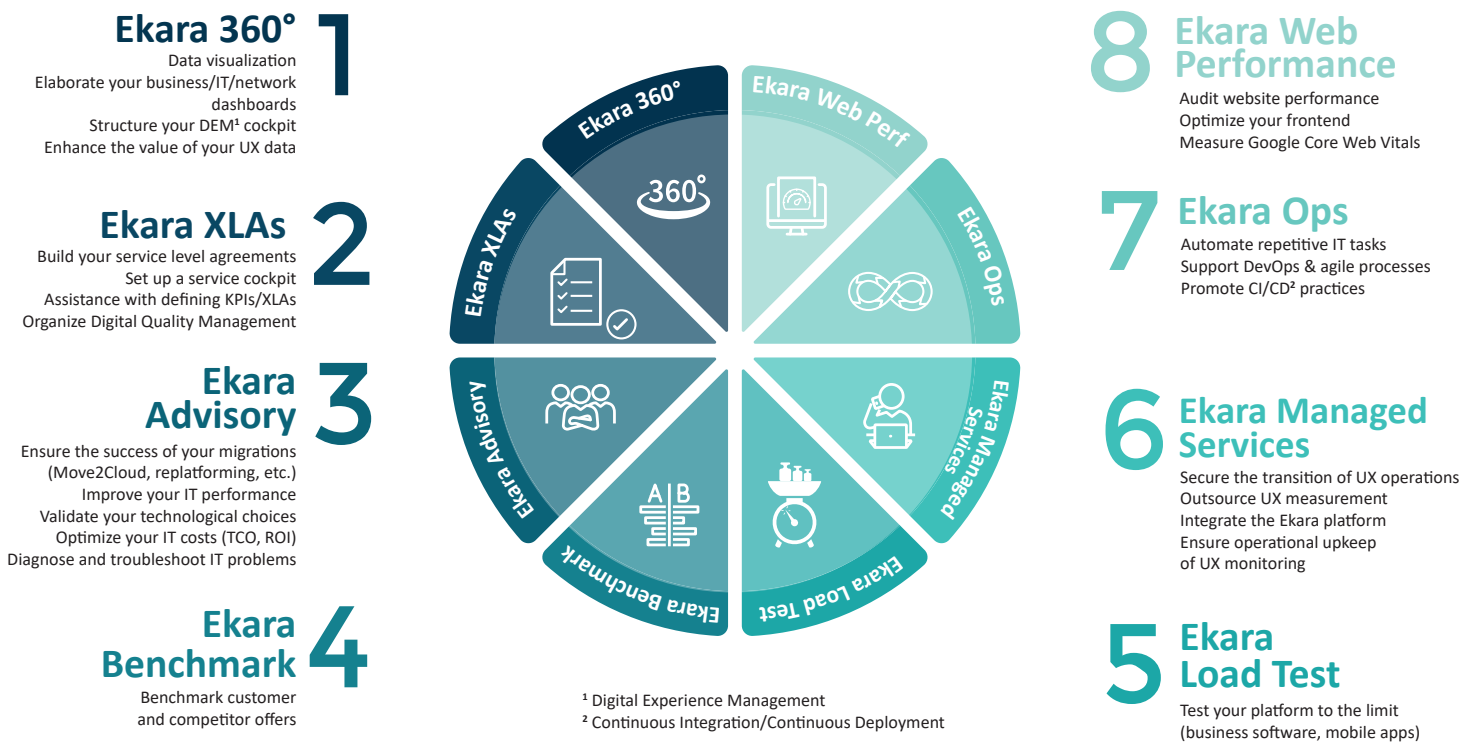 Ekara 360°
1
Data visualization
Elaborate your business/IT/network
dashboards
Structure your DEM¹ cockpit
Enhance the value of your UX data
Ekara XLAs
2
Build your service level agreements
Set up a service cockpit
Assistance with defining KPIs/XLAs
Organize Digital Quality Management
Ekara
Advisory
3
Ensure the success of your migrations
(Move2Cloud, replatforming, etc.)
Improve your IT performance
Validate your technological choices
Optimize your IT costs (TCO, ROI)
Diagnose and troubleshoot IT problems
Ekara
Benchmark
4
Benchmark customer
and competitor offers
Ekara 360°
360°
Ekara Web Perf
Ekara XLAs
Ekara Ops
Ekara Advisory
Ekara Managed
Services
A B
Ekara Benchmark
Ekara Load Test
¹ Digital Experience Management
² Continuous Integration/Continuous Deployment
8
Ekara Web
Performance
Audit website performance
Optimize your frontend
Measure Google Core Web Vitals
7
Ekara Ops
Automate repetitive IT tasks
Support DevOps & agile processes
Promote CI/CD² practices
6
Ekara Managed
Services
Secure the transition of UX operations
Outsource UX measurement
Integrate the Ekara platform
Ensure operational upkeep
of UX monitoring
5
Ekara
Load Test
Test your platform to the limit
(business software, mobile apps)